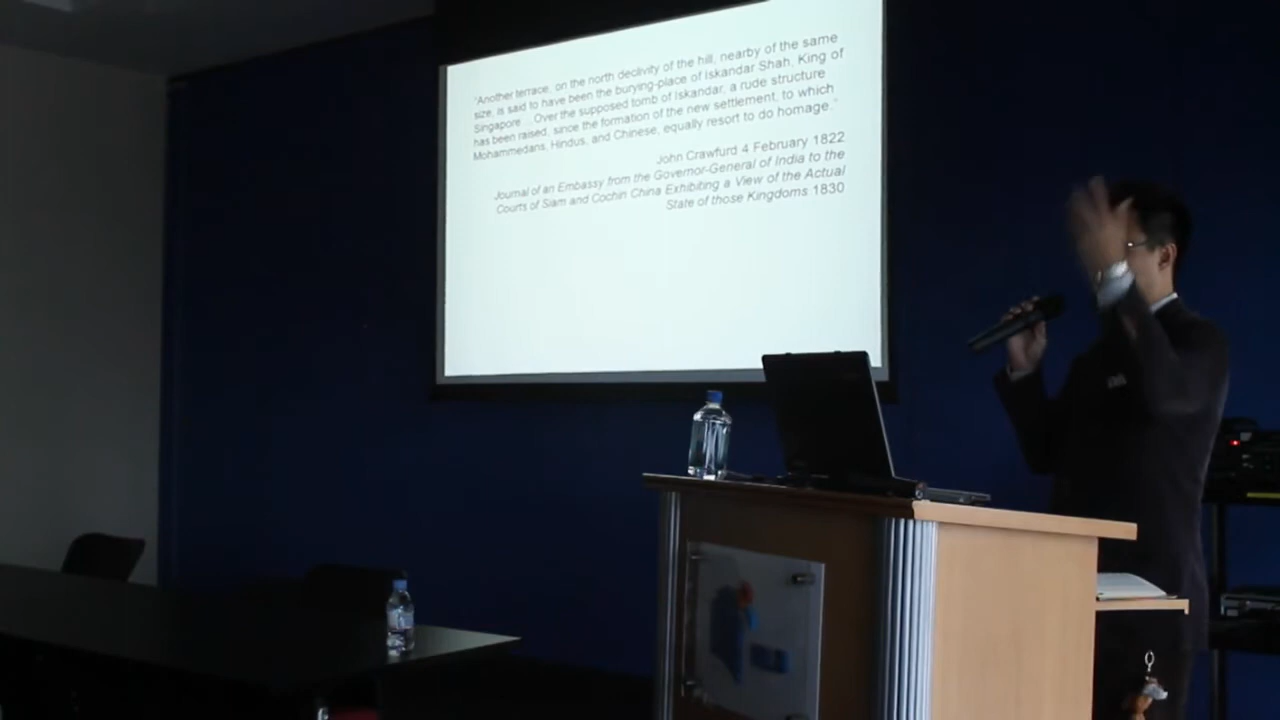 "Another terrace, on the north declivity of the hill, nearby of the same
size, is said to have been the burying-place of Iskandar Shah, King of
Singapore... Over the supposed tomb of Iskandar, a rude structure
has been raised, since the formation of the new settlement, to which
Mohammedans, Hindus, and Chinese, equally resort to do homage."
John Crawfurd 4 February 1822
Journal of an Embassy from the Governor-General of India to the
Courts of Siam and Cochin China Exhibiting a View of the Actual
State of those Kingdoms 1830